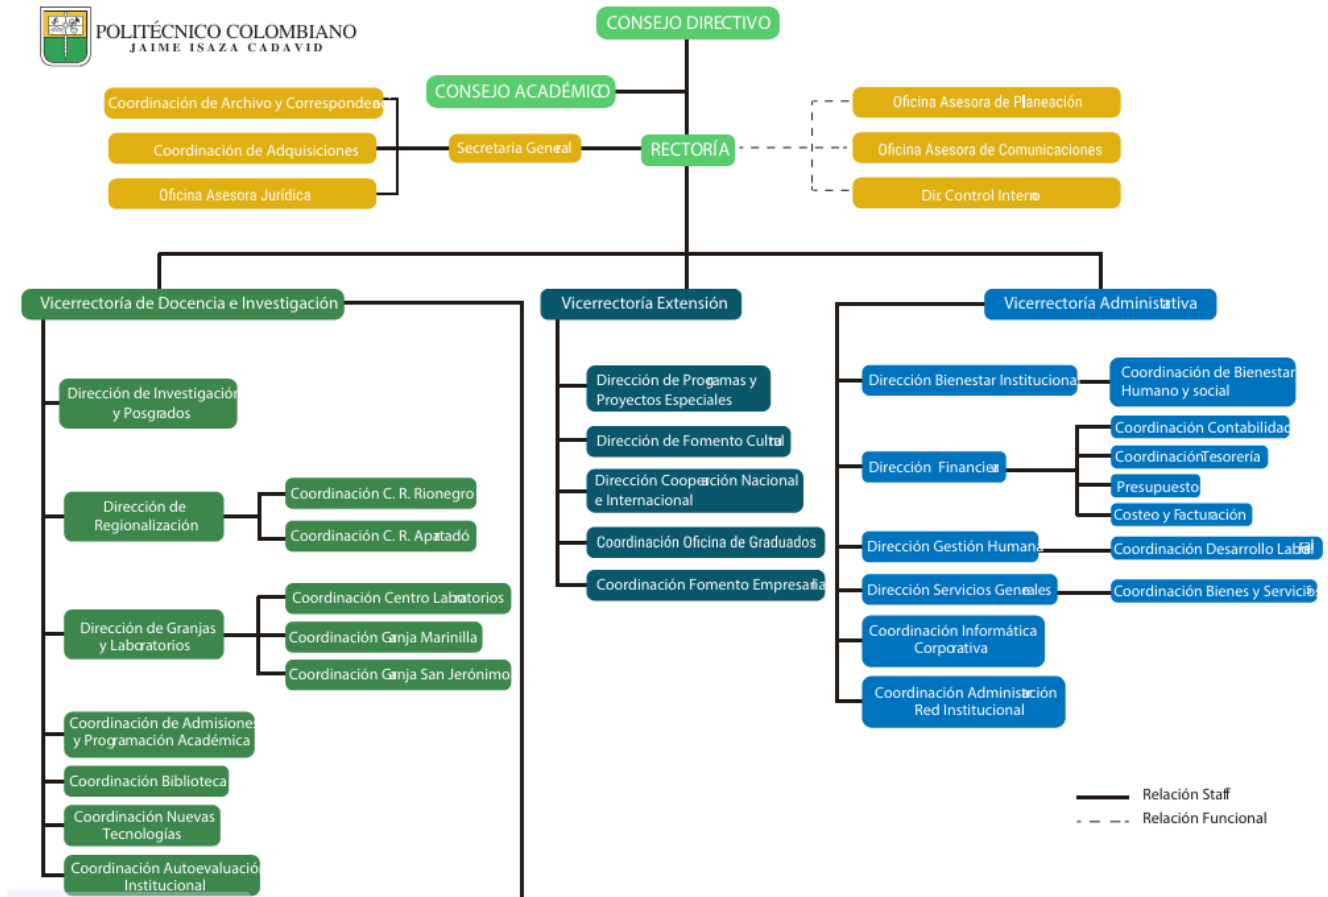 POLITÉCNICO COLOMBIANO
JAIME ISAZA CADAVID
CONSEJO DIRECTIVO
CONSEJO ACADÉMICO
RECTORÍA
Secretaría General
Coordinación de Archivo y Corresponden
Coordinación de Adquisiciones
Oficina Asesora Jurídica
Oficina Asesora de Planeación
Oficina Asesora de Comunicaciones
Dir. Control Interno
Vicerrectoría de Docencia e Investigación
Dirección de Investigación
y Posgrados
Dirección de
Regionalización
Coordinación C. R. Rionegro
Coordinación C. R. Apartadó
Dirección de Granjas
y Laboratorios
Coordinación Centro Laboratorios
Coordinación Granja Marinilla
Coordinación Granja San Jerónimo
Coordinación de Admisiones
y Programación Académica
Coordinación Biblioteca
Coordinación Nuevas
Tecnologías
Coordinación Autoevaluación
Institucional
Vicerrectoría Extensión
Dirección de Programas y
Proyectos Especiales
Dirección de Fomento Cultural
Dirección Cooperación Nacional
e Internacional
Coordinación Oficina de Graduados
Coordinación Fomento Empresarial
Vicerrectoría Administrativa
Dirección Bienestar Institucional
Coordinación de Bienestar
Humano y social
Dirección Financiera
Coordinación Contabilidad
Coordinación Tesorería
Presupuesto
Costeo y Facturación
Dirección Gestión Humana
Coordinación Desarrollo Laboral
Dirección Servicios Generales
Coordinación Bienes y Servicios
Coordinación Informática
Corporativa
Coordinación Administración
Red Institucional
Relación Staff
Relación Funcional